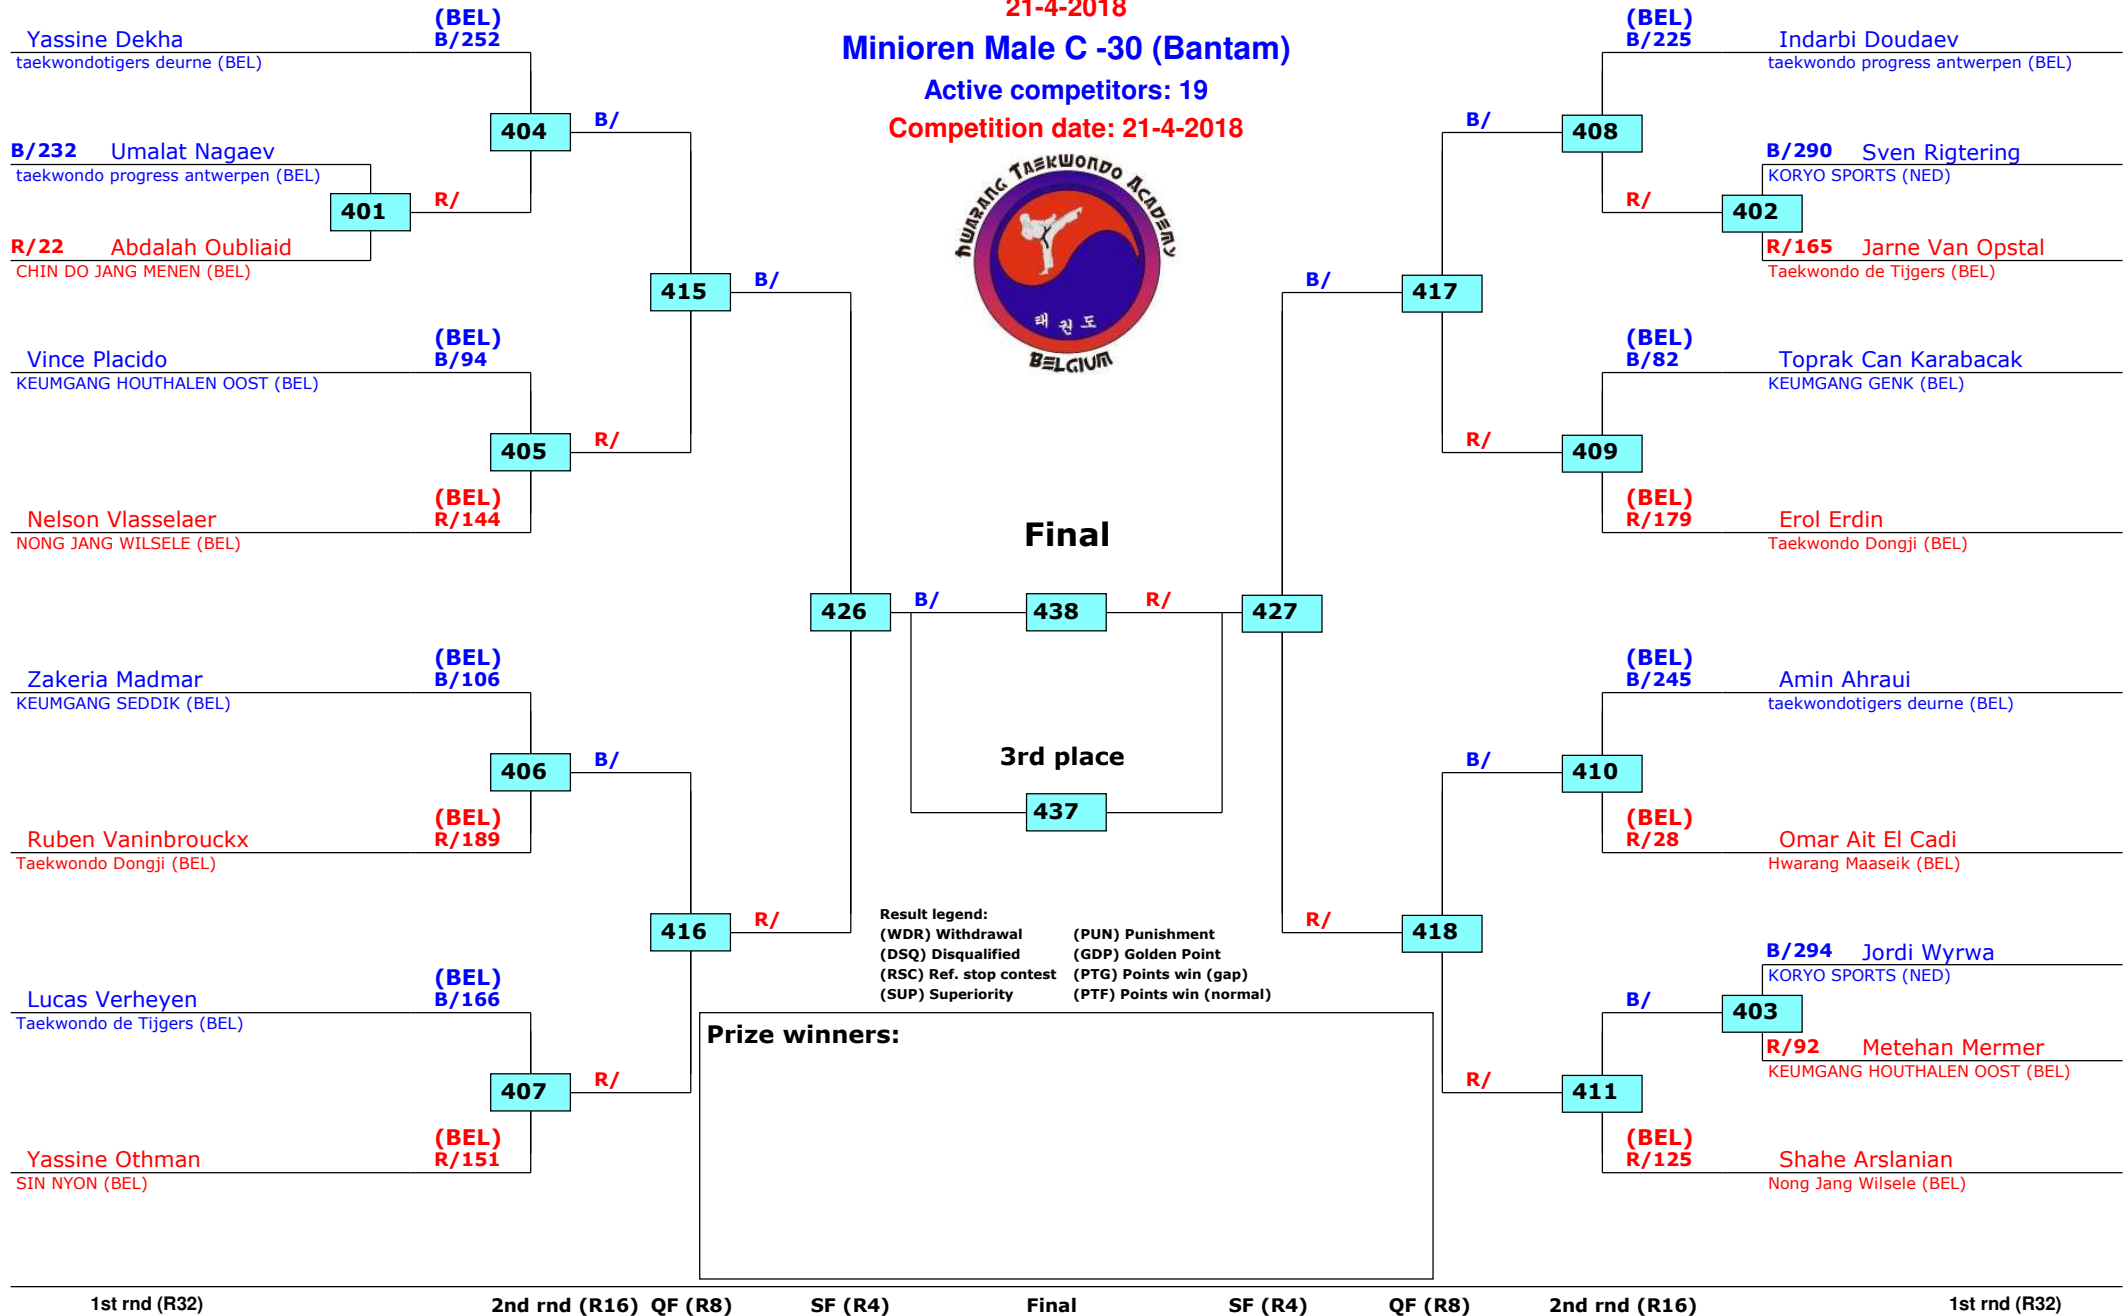 21-4-2018
Minioren Male C -30 (Bantam)
Active competitors: 19
Competition date: 21-4-2018
HWARANG TAEKWONDO ACADEMY
태권도
BELGIUM
(BEL)
Yassine Dekha B/252
taekwondotigers deurne (BEL)
404
B/
B/232 Umalat Nagaev
taekwondo progress antwerpen (BEL)
401
R/
R/22 Abdalah Oubliaid
CHIN DO JANG MENEN (BEL)
415
B/
(BEL)
Vince Placido B/94
KEUMGANG HOUTHALEN OOST (BEL)
405
R/
(BEL)
Nelson Vlasselaer R/144
NONG JANG WILSELE (BEL)
426
B/
(BEL)
Zakeria Madmar B/106
KEUMGANG SEDDIK (BEL)
406
B/
(BEL)
Ruben Vaninbrouckx R/189
Taekwondo Dongji (BEL)
416
R/
(BEL)
Lucas Verheyen B/166
Taekwondo de Tijgers (BEL)
407
R/
(BEL)
Yassine Othman R/151
SIN NYON (BEL)
Final
438
R/
3rd place
437
(BEL)
B/225 Indarbi Doudaev
taekwondo progress antwerpen (BEL)
B/
408
B/290 Sven Rigtering
KORYO SPORTS (NED)
R/
402
R/165 Jarne Van Opstal
Taekwondo de Tijgers (BEL)
B/
417
(BEL)
B/82 Toprak Can Karabacak
KEUMGANG GENK (BEL)
R/
409
(BEL)
R/179 Erol Erdin
Taekwondo Dongji (BEL)
427
(BEL)
B/245 Amin Ahraui
taekwondotigers deurne (BEL)
B/
410
(BEL)
R/28 Omar Ait El Cadi
Hwarang Maaseik (BEL)
R/
418
B/294 Jordi Wyrwa
KORYO SPORTS (NED)
B/
403
R/92 Metehan Mermer
KEUMGANG HOUTHALEN OOST (BEL)
R/
411
(BEL)
R/125 Shahe Arslanian
Nong Jang Wilsele (BEL)
Result legend:
(WDR) Withdrawal (PUN) Punishment
(DSQ) Disqualified (GDP) Golden Point
(RSC) Ref. stop contest (PTG) Points win (gap)
(SUP) Superiority (PTF) Points win (normal)
Prize winners:
1st rnd (R32) 2nd rnd (R16) QF (R8) SF (R4) Final SF (R4) QF (R8) 2nd rnd (R16) 1st rnd (R32)